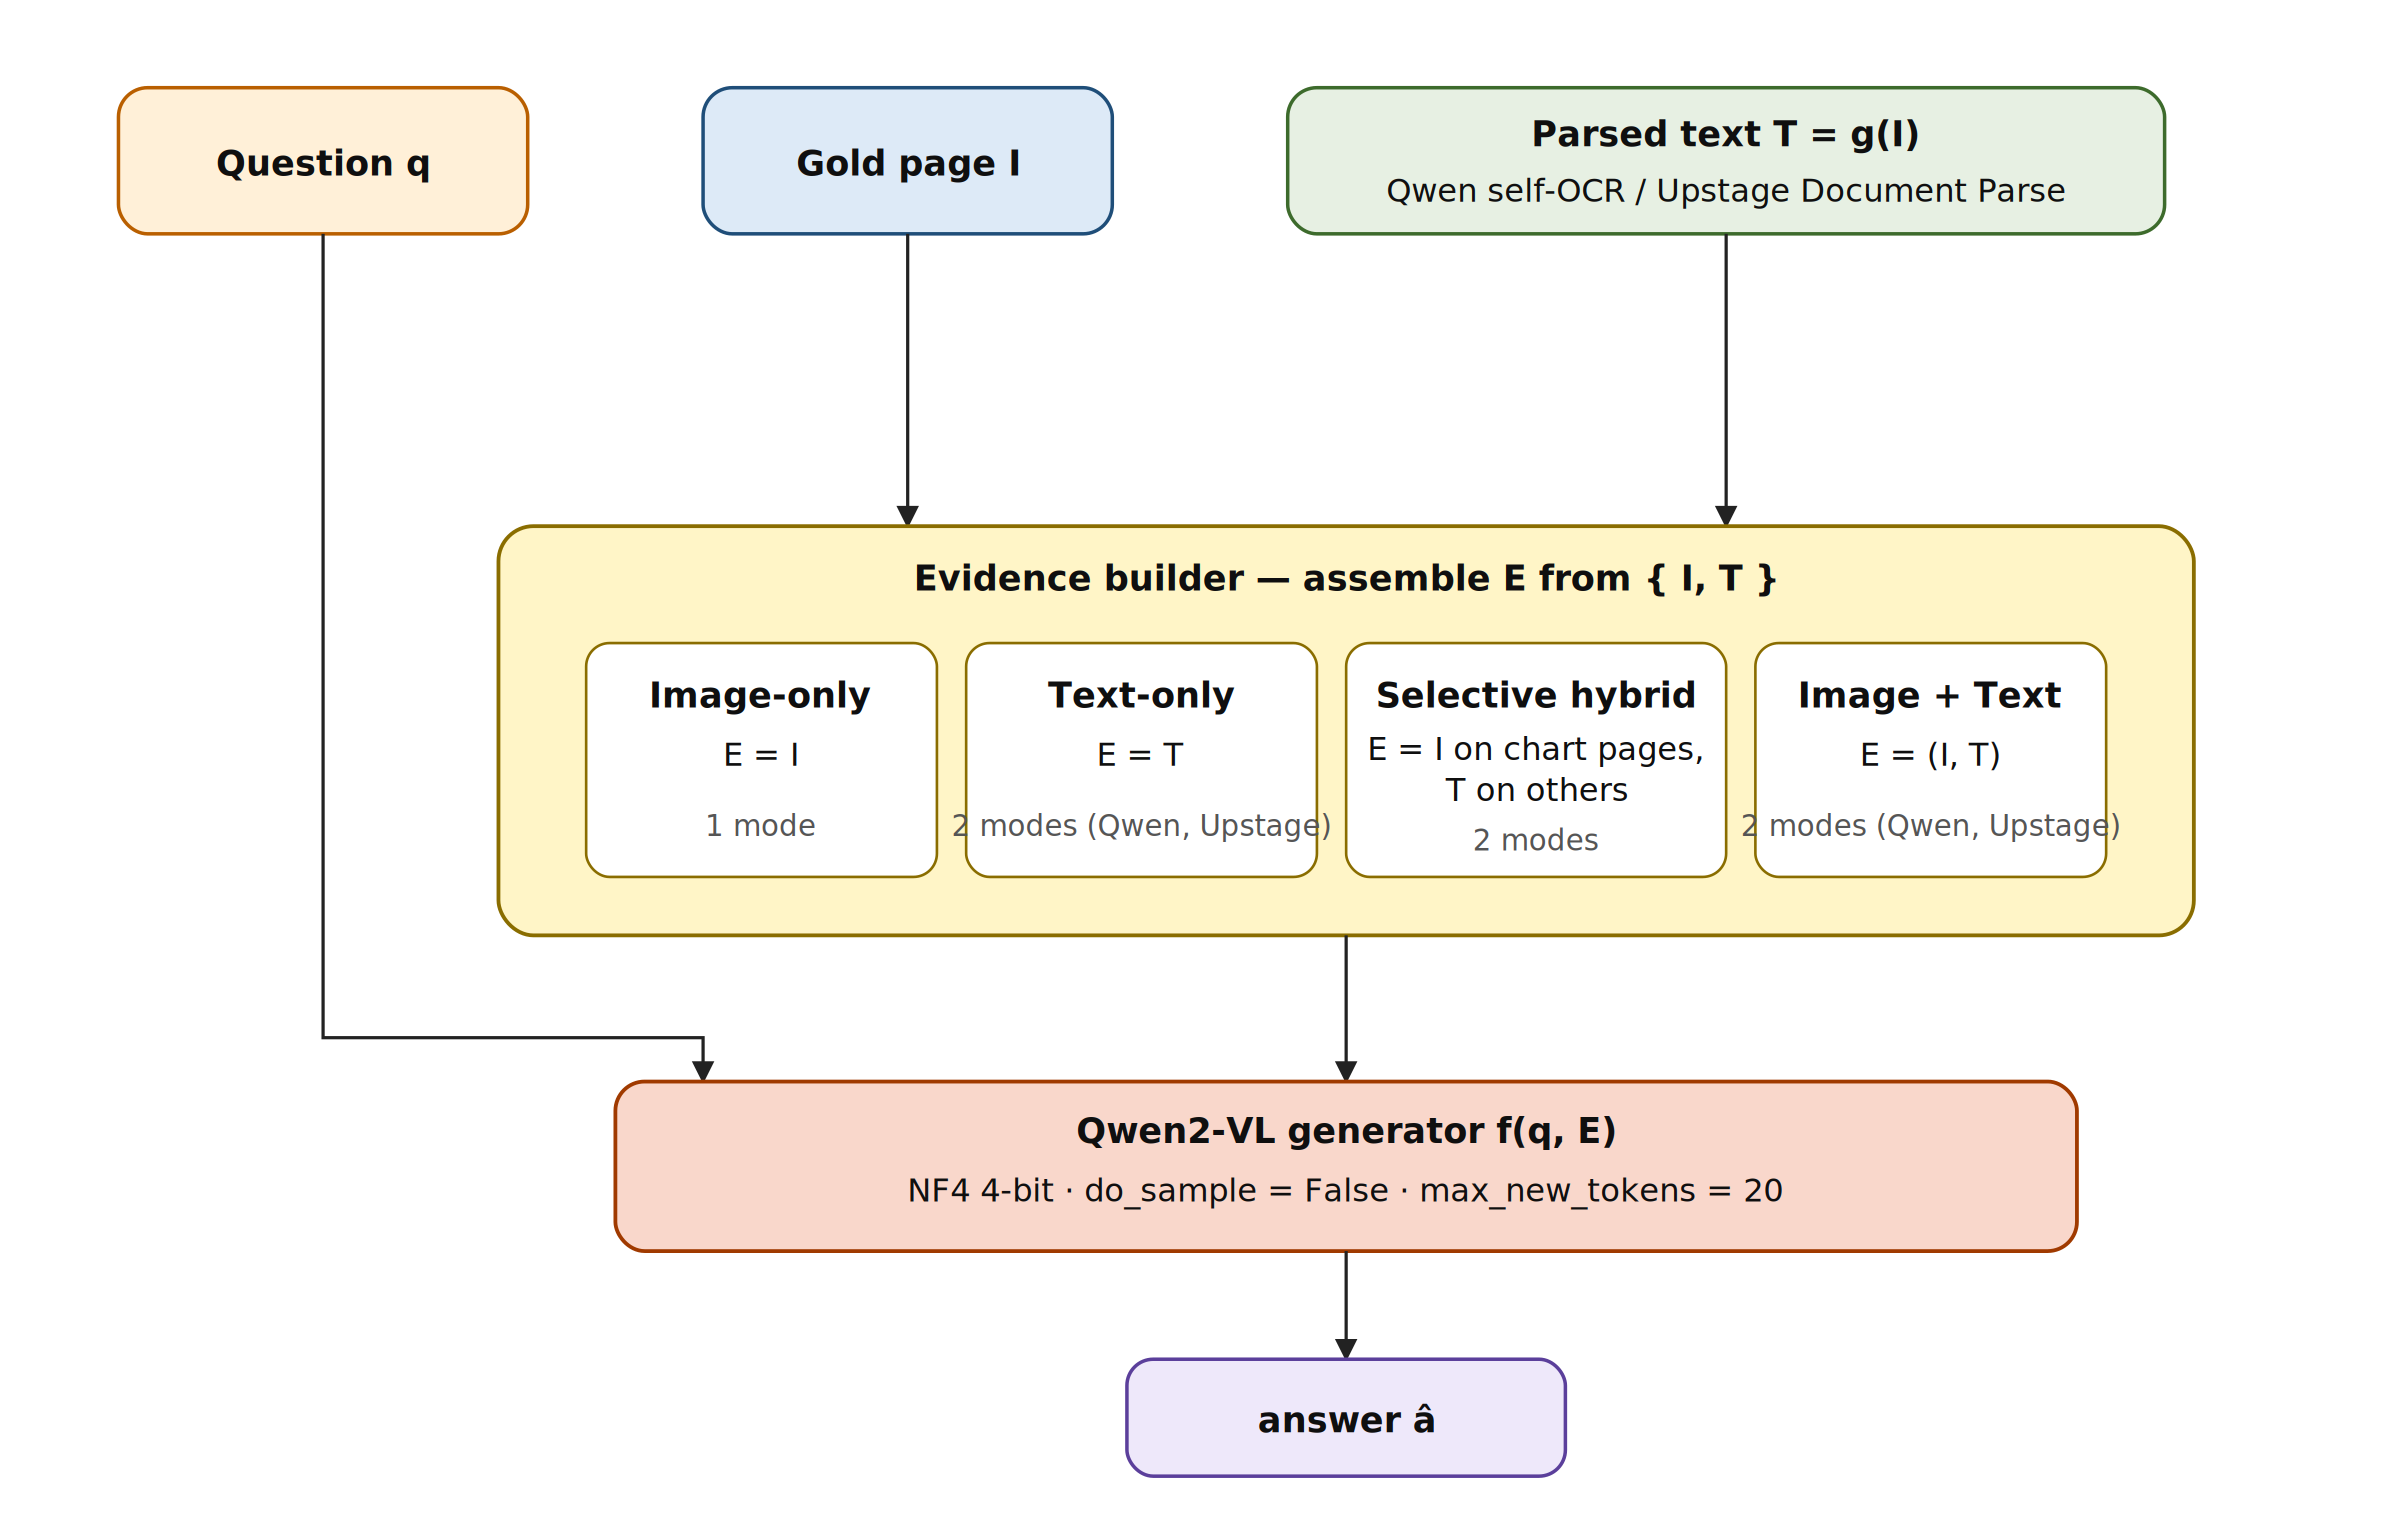 Question q
Gold page I
Parsed text T = g(I)
Qwen self-OCR / Upstage Document Parse
Evidence builder — assemble E from { I, T }
Image-only
E = I
1 mode
Text-only
E = T
2 modes (Qwen, Upstage)
Selective hybrid
E = I on chart pages,
T on others
2 modes
Image + Text
E = (I, T)
2 modes (Qwen, Upstage)
Qwen2-VL generator f(q, E)
NF4 4-bit · do_sample = False · max_new_tokens = 20
answer â